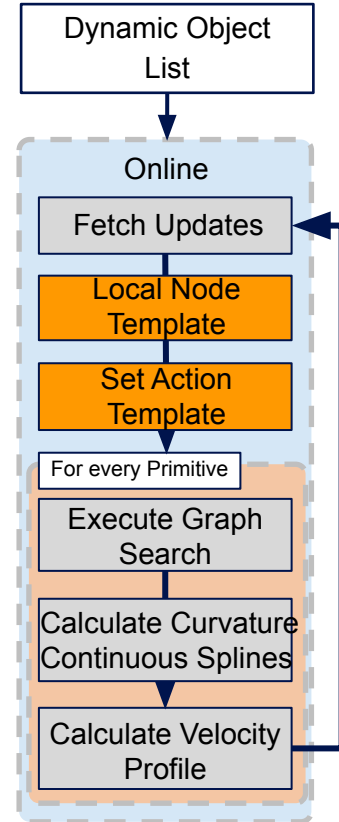 Dynamic Object
List
Online
Fetch Updates
Local Node
Template
Set Action
Template
For every Primitive
Execute Graph
Search
Calculate Curvature
Continuous Splines
Calculate Velocity
Profile